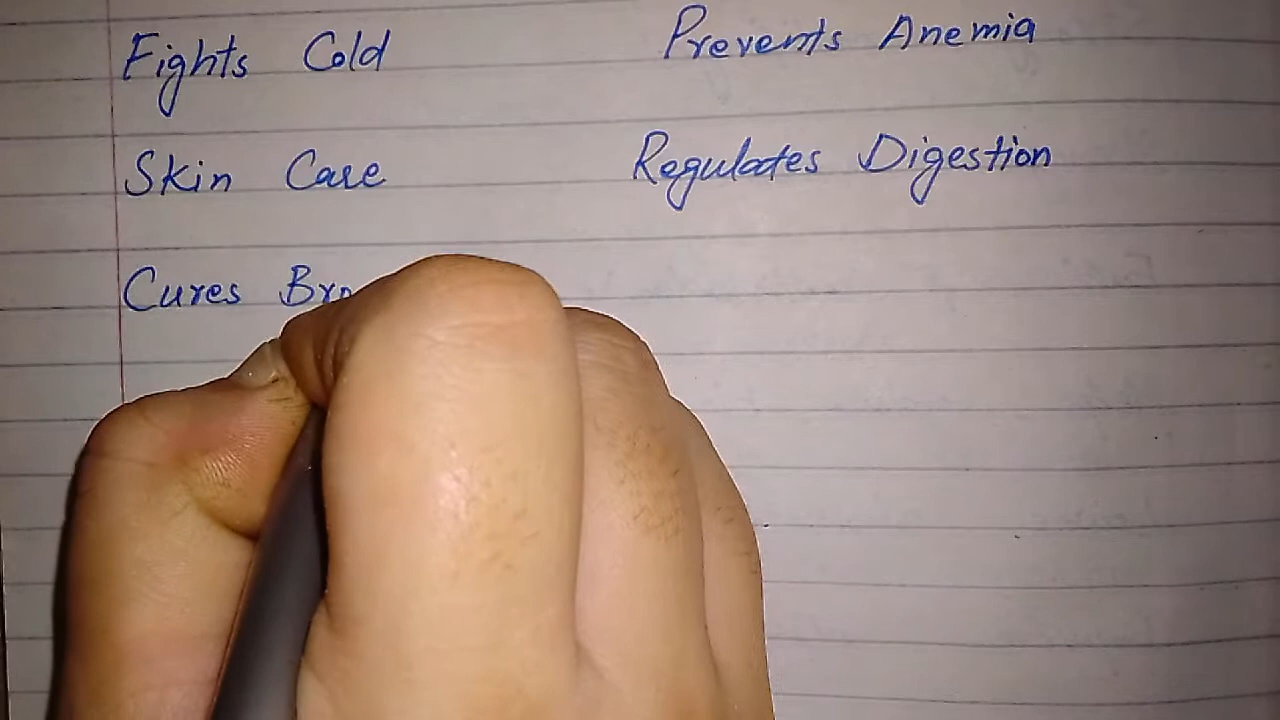 Fights Cold Prevents Anemia
Skin Care Regulates Digestion
Cures